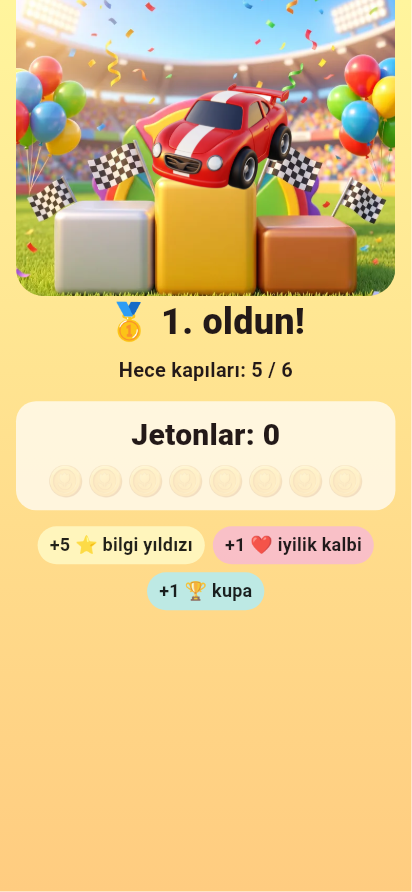 🥇 1. oldun!
Hece kapıları: 5 / 6
Jetonlar: 0
+5 ⭐ bilgi yıldızı
+1 ❤️ iyilik kalbi
+1 🏆 kupa